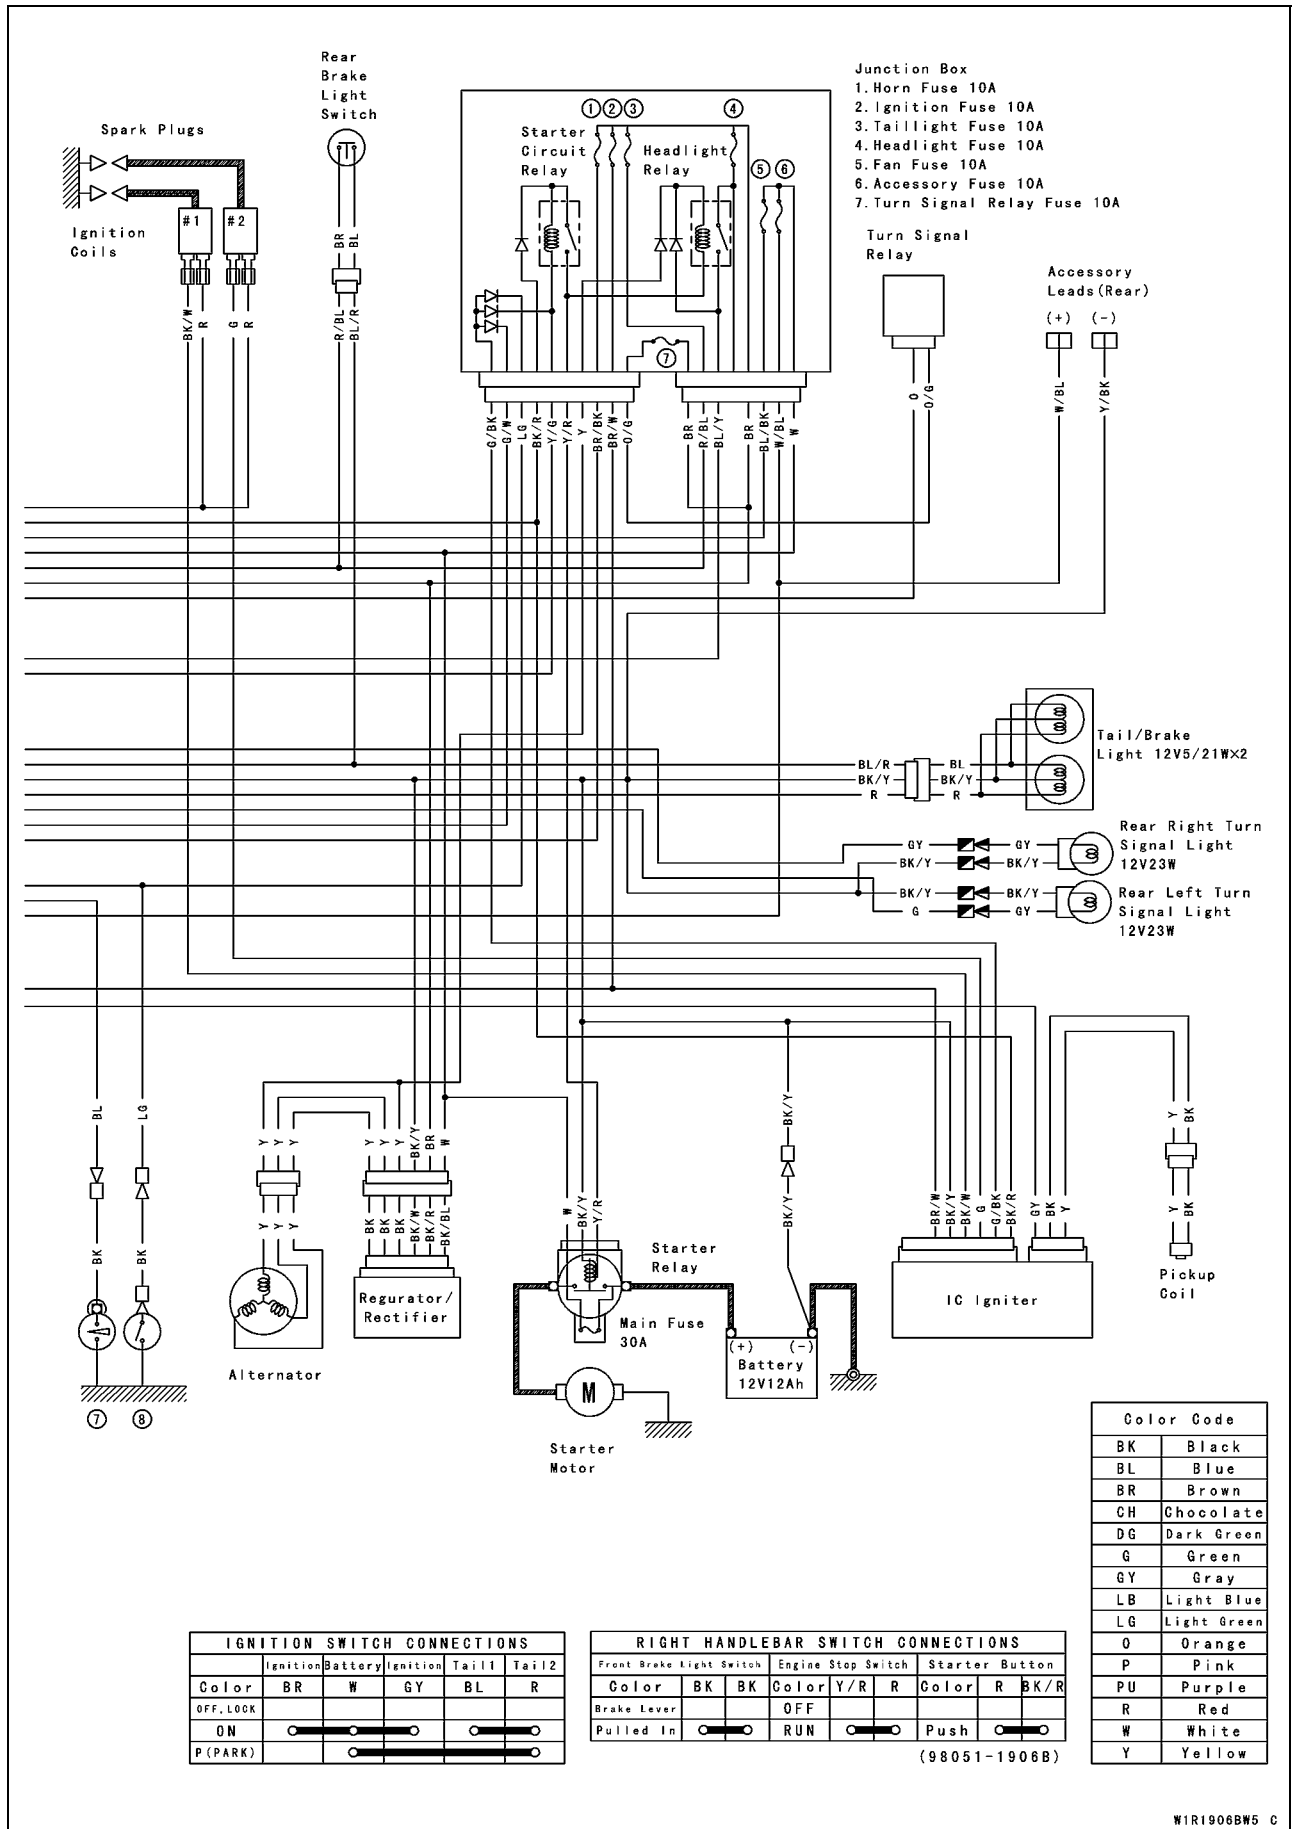 Rear
Brake
Light
Switch
Spark Plugs
#1 #2
Ignition
Coils
Junction Box
1.Horn Fuse 10A
2.Ignition Fuse 10A
3.Taillight Fuse 10A
4.Headlight Fuse 10A
5.Fan Fuse 10A
6.Accessory Fuse 10A
7.Turn Signal Relay Fuse 10A
1 2 3 4
Starter
Circuit
Relay
Headlight
Relay
5 6
7
Turn Signal
Relay
Accessory
Leads(Rear)
(+) (-)
BR BL
BK/W R G R
R/BL BL/R
G/BK G/W LG BK/R Y/G Y/R Y BR/BK BR/W O/G
BR R/BL BL/Y BR BL/BK W/BL W
O O/G
W/BL Y/BK
Tail/Brake
Light 12V5/21W×2
BL/R BL
BK/Y BK/Y
R R
Rear Right Turn
Signal Light
12V23W
GY GY
BK/Y BK/Y
Rear Left Turn
Signal Light
12V23W
BK/Y BK/Y
G GY
BL LG
BK BK
7 8
Y Y Y
Y Y Y
Alternator
Y Y Y BK/Y BR W
BK BK BK BK/W BK/R BK/BL
Regurator/
Rectifier
W BK/Y Y/R
Starter
Relay
Main Fuse
30A
M
Starter
Motor
BK/Y
BK/Y
(+) (-)
Battery
12V12Ah
BR/W BK/Y BK/W G G/BK BK/R GY BK Y
IC Igniter
Y BK
Y BK
Pickup
Coil
Color Code
BK Black
BL Blue
BR Brown
CH Chocolate
DG Dark Green
G Green
GY Gray
LB Light Blue
LG Light Green
O Orange
P Pink
PU Purple
R Red
W White
Y Yellow
IGNITION SWITCH CONNECTIONS
Ignition Battery Ignition Tail1 Tail2
Color BR W GY BL R
OFF,LOCK
ON
P(PARK)
RIGHT HANDLEBAR SWITCH CONNECTIONS
Front Brake Light Switch Engine Stop Switch Starter Button
Color BK BK Color Y/R R Color R BK/R
Brake Lever OFF
Pulled In RUN Push
(98051-1906B)
W1R1906BW5 C